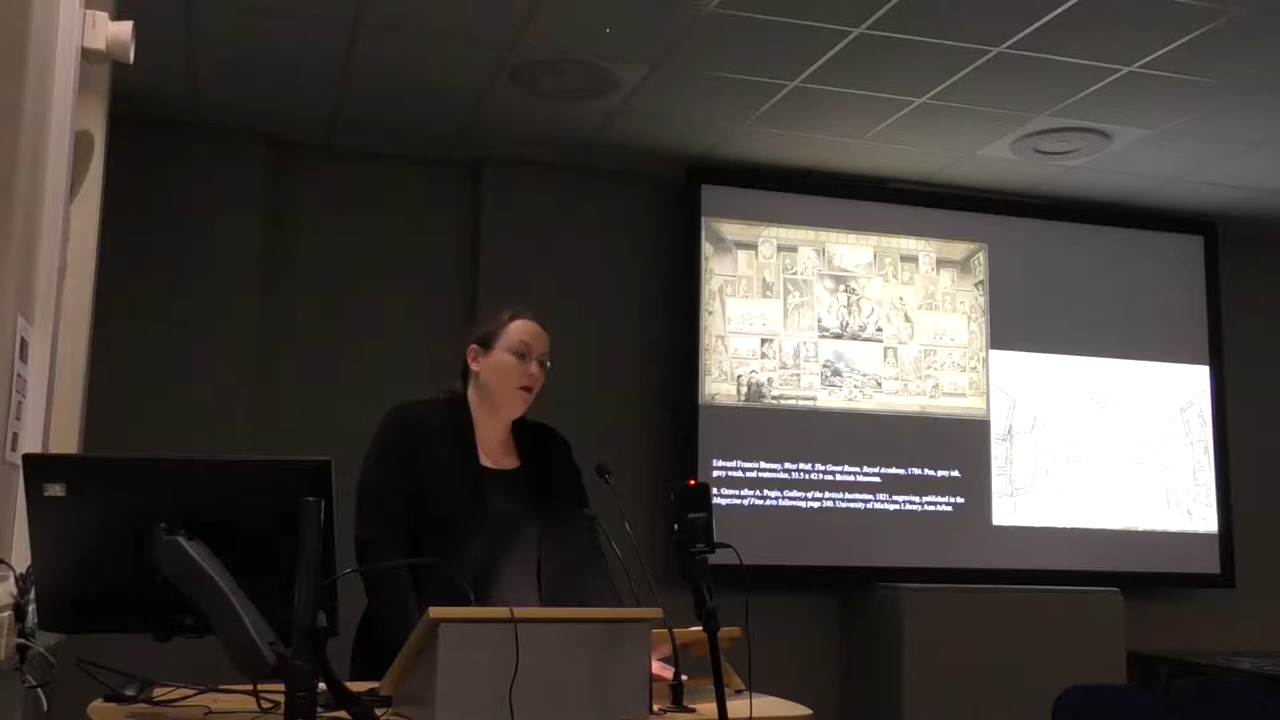 Edward Francis Burney, West Wall, The Great Room, Royal Academy, 1784. Pen, grey ink,
grey wash, and watercolor, 33.5 x 42.9 cm. British Museum.
R. Grave after A. Pugin, Gallery of the British Institution, 1821, engraving, published in the
Magazine of Fine Arts following page 240. University of Michigan Library, Ann Arbor.